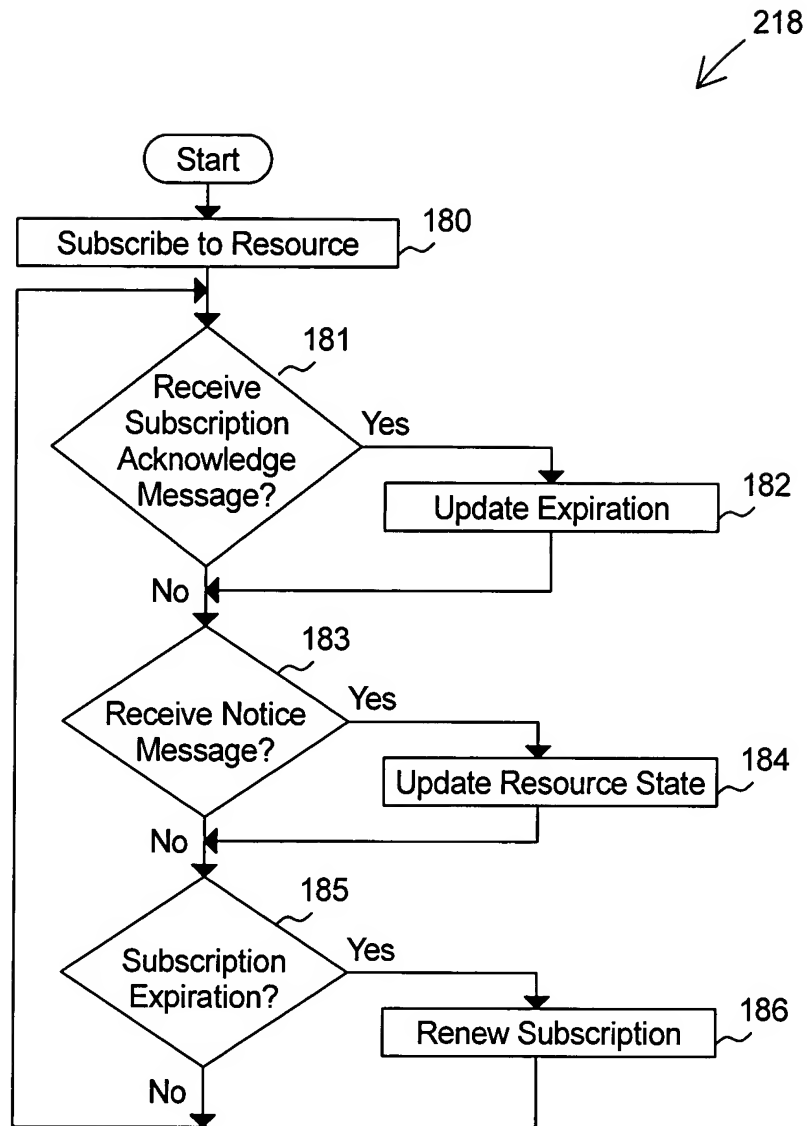 218
Start
Subscribe to Resource
180
181
Receive
Subscription
Acknowledge
Message?
Yes
Update Expiration
182
No
183
Receive Notice
Message?
Yes
Update Resource State
184
No
185
Subscription
Expiration?
Yes
Renew Subscription
186
No